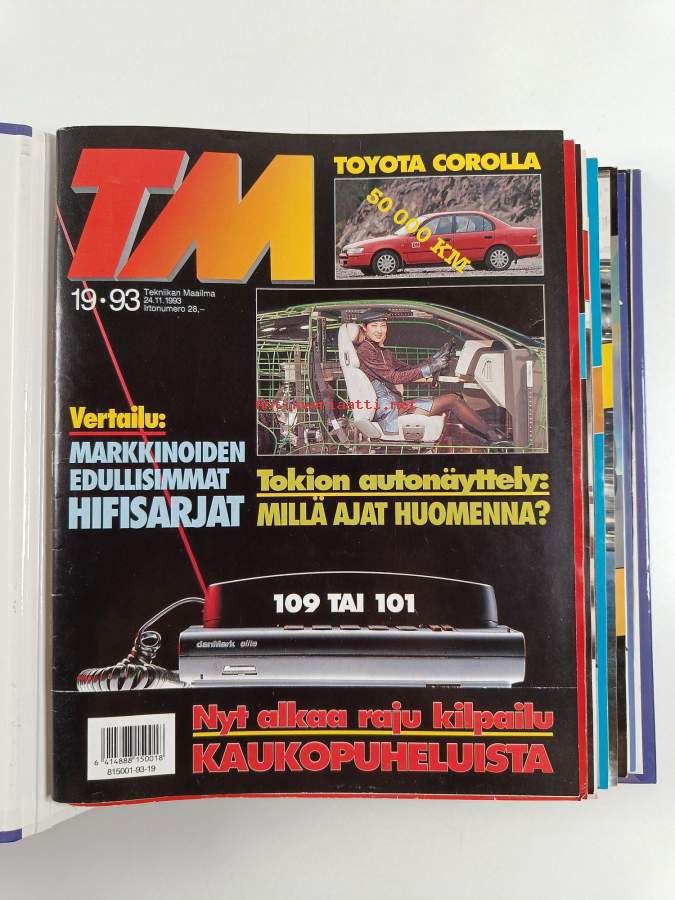 TM
TOYOTA COROLLA
50 000 KM
19·93
Tekniikan Maailma
24.11.1993
Irtonumero 28,–
Vertailu:
MARKKINOIDEN
EDULLISIMMAT
HIFISARJAT
Tokion autonäyttely:
MILLÄ AJAT HUOMENNA?
109 TAI 101
danMark elite
Nyt alkaa raju kilpailu
KAUKOPUHELUISTA
6 414888 150018
815001-93-19